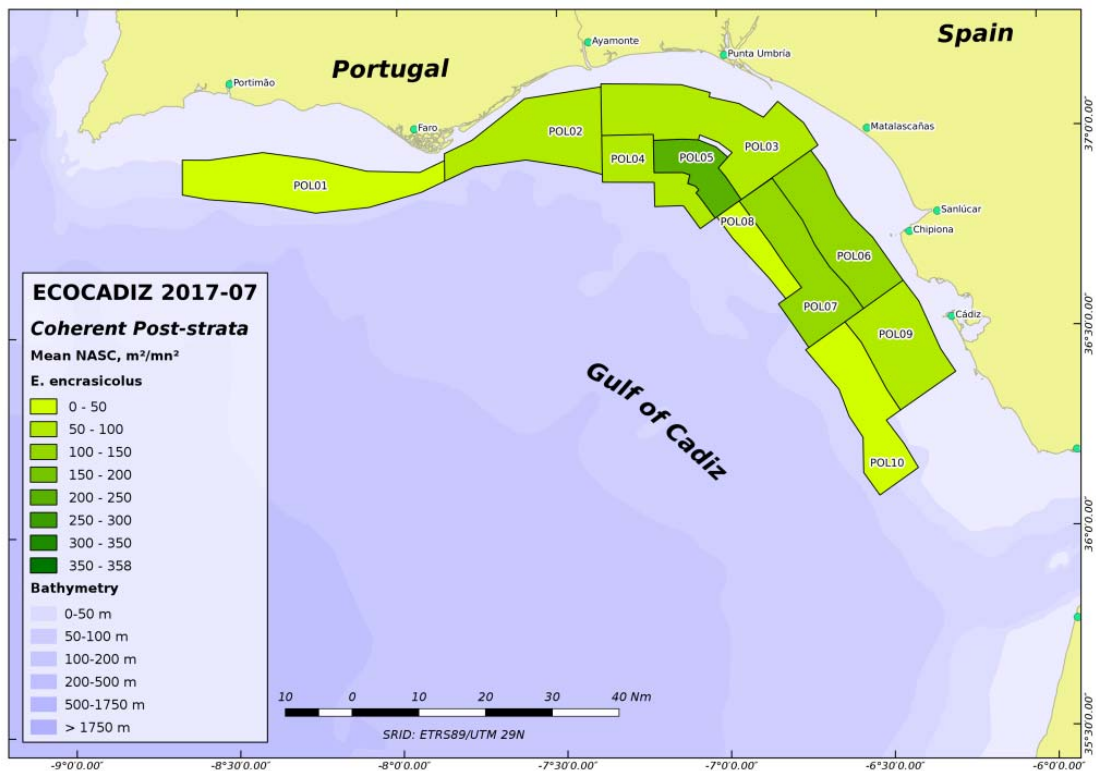 Spain
Portugal
Ayamonte
Punta Umbría
Portimão
Faro
Matalascañas
Sanlúcar
Chipiona
Cádiz
POL01
POL02
POL03
POL04
POL05
POL06
POL07
POL08
POL09
POL10
Gulf of Cadiz
ECOCADIZ 2017-07
Coherent Post-strata
Mean NASC, m²/mn²
E. encrasicolus
0 - 50
50 - 100
100 - 150
150 - 200
200 - 250
250 - 300
300 - 350
350 - 358
Bathymetry
0-50 m
50-100 m
100-200 m
200-500 m
500-1750 m
> 1750 m
10 0 10 20 30 40 Nm
SRID: ETRS89/UTM 29N
37°0'0.00"
36°30'0.00"
36°0'0.00"
35°30'0.00"
-9°0'0.00" -8°30'0.00" -8°0'0.00" -7°30'0.00" -7°0'0.00" -6°30'0.00" -6°0'0.00"